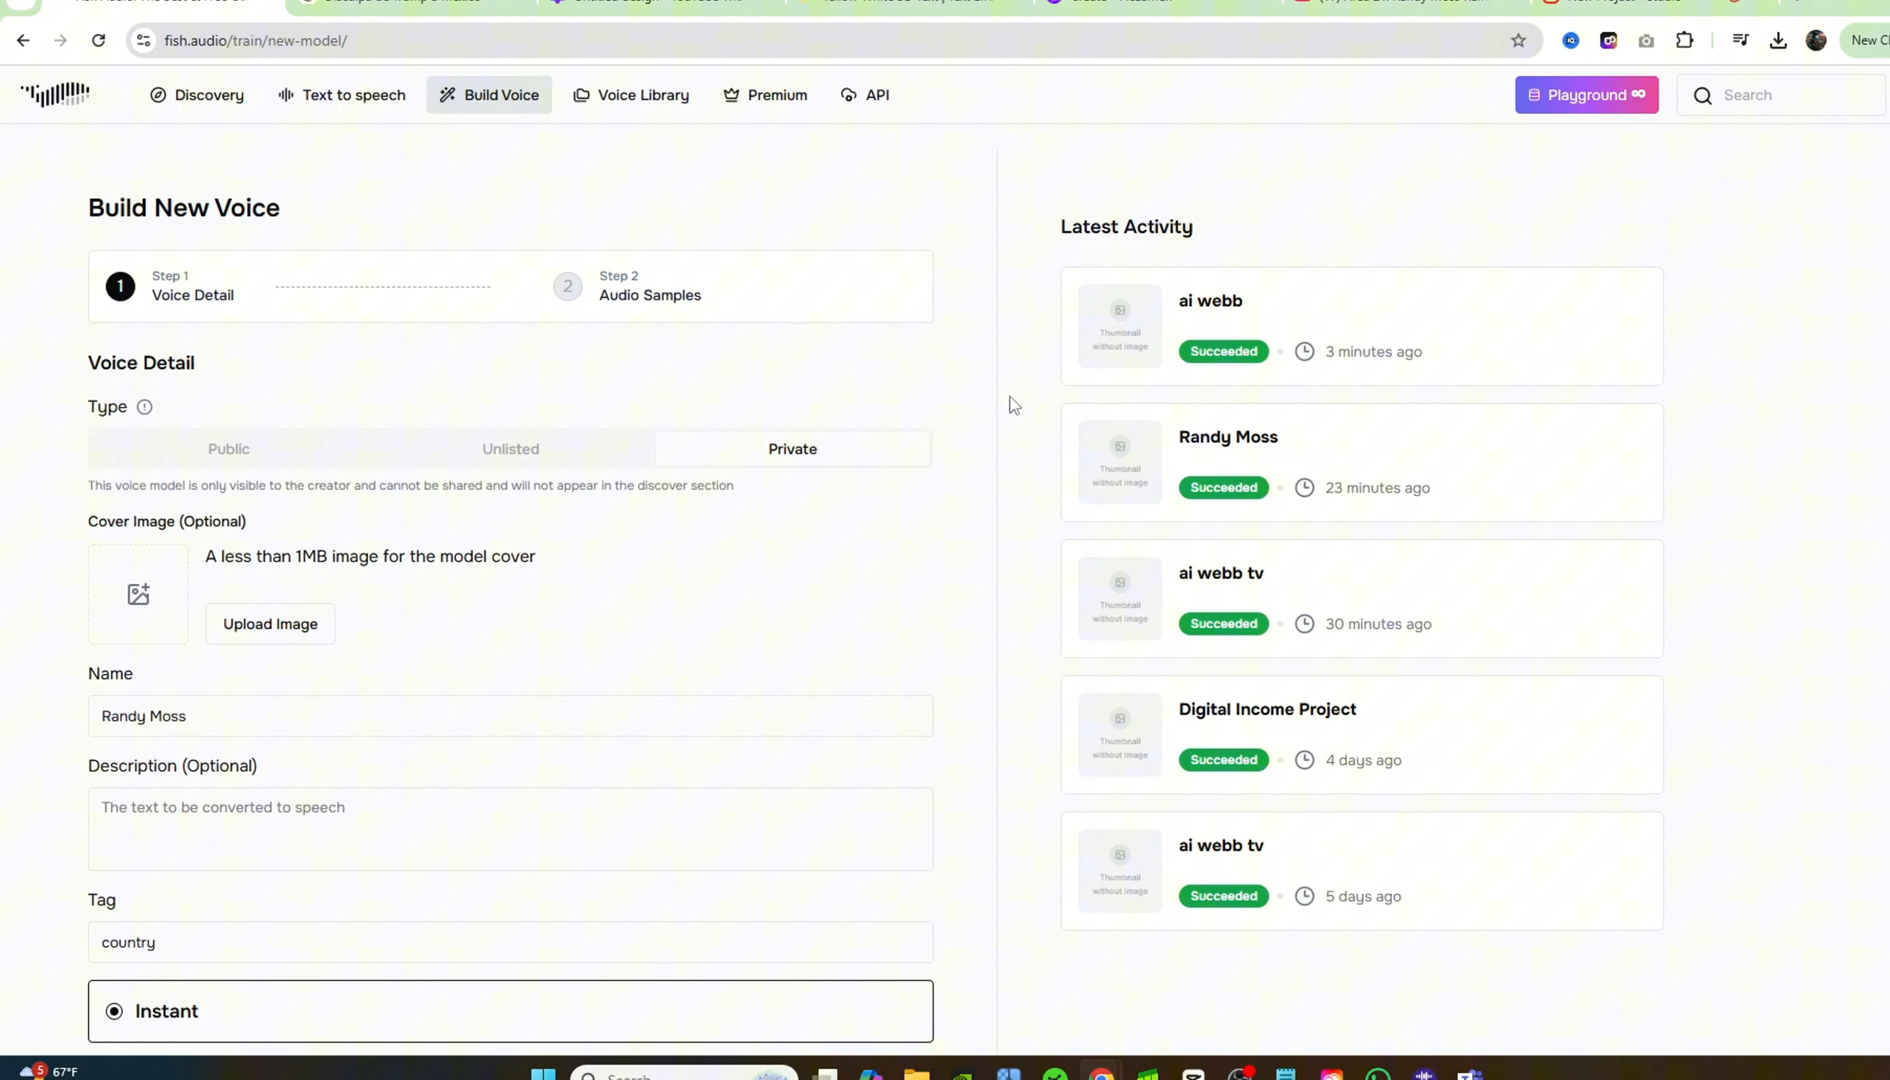 fish.audio/train/new-model/
New Cl
Discovery
Text to speech
Build Voice
Voice Library
Premium
API
Playground ∞
Search
Build New Voice
1
Step 1
Voice Detail
2
Step 2
Audio Samples
Voice Detail
Type
Public
Unlisted
Private
This voice model is only visible to the creator and cannot be shared and will not appear in the discover section
Cover Image (Optional)
A less than 1MB image for the model cover
Upload Image
Name
Randy Moss
Description (Optional)
The text to be converted to speech
Tag
country
Instant
Latest Activity
Thumbnail
without image
ai webb
Succeeded
3 minutes ago
Thumbnail
without image
Randy Moss
Succeeded
23 minutes ago
Thumbnail
without image
ai webb tv
Succeeded
30 minutes ago
Thumbnail
without image
Digital Income Project
Succeeded
4 days ago
Thumbnail
without image
ai webb tv
Succeeded
5 days ago
5
67°F
Search